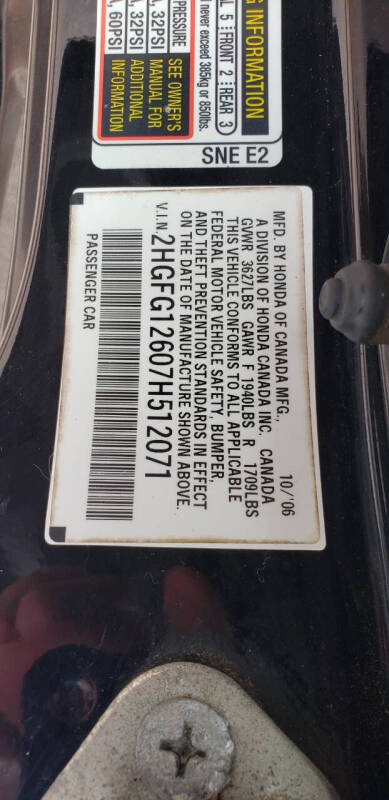 G INFORMATION
AL 5 FRONT 2 REAR 3
d never exceed 385kg or 850lbs.
PRESSURE
, 32PSI
, 32PSI
, 60PSI
SEE OWNER'S
MANUAL FOR
ADDITIONAL
INFORMATION
SNE E2
MFD. BY HONDA OF CANADA MFG., 10/'06
A DIVISION OF HONDA CANADA INC. CANADA
GVWR 3627LBS GAWR F 1940LBS R 1709LBS
THIS VEHICLE CONFORMS TO ALL APPLICABLE
FEDERAL MOTOR VEHICLE SAFETY, BUMPER,
AND THEFT PREVENTION STANDARDS IN EFFECT
ON THE DATE OF MANUFACTURE SHOWN ABOVE.
V.I.N. 2HGFG12607H512071
PASSENGER CAR